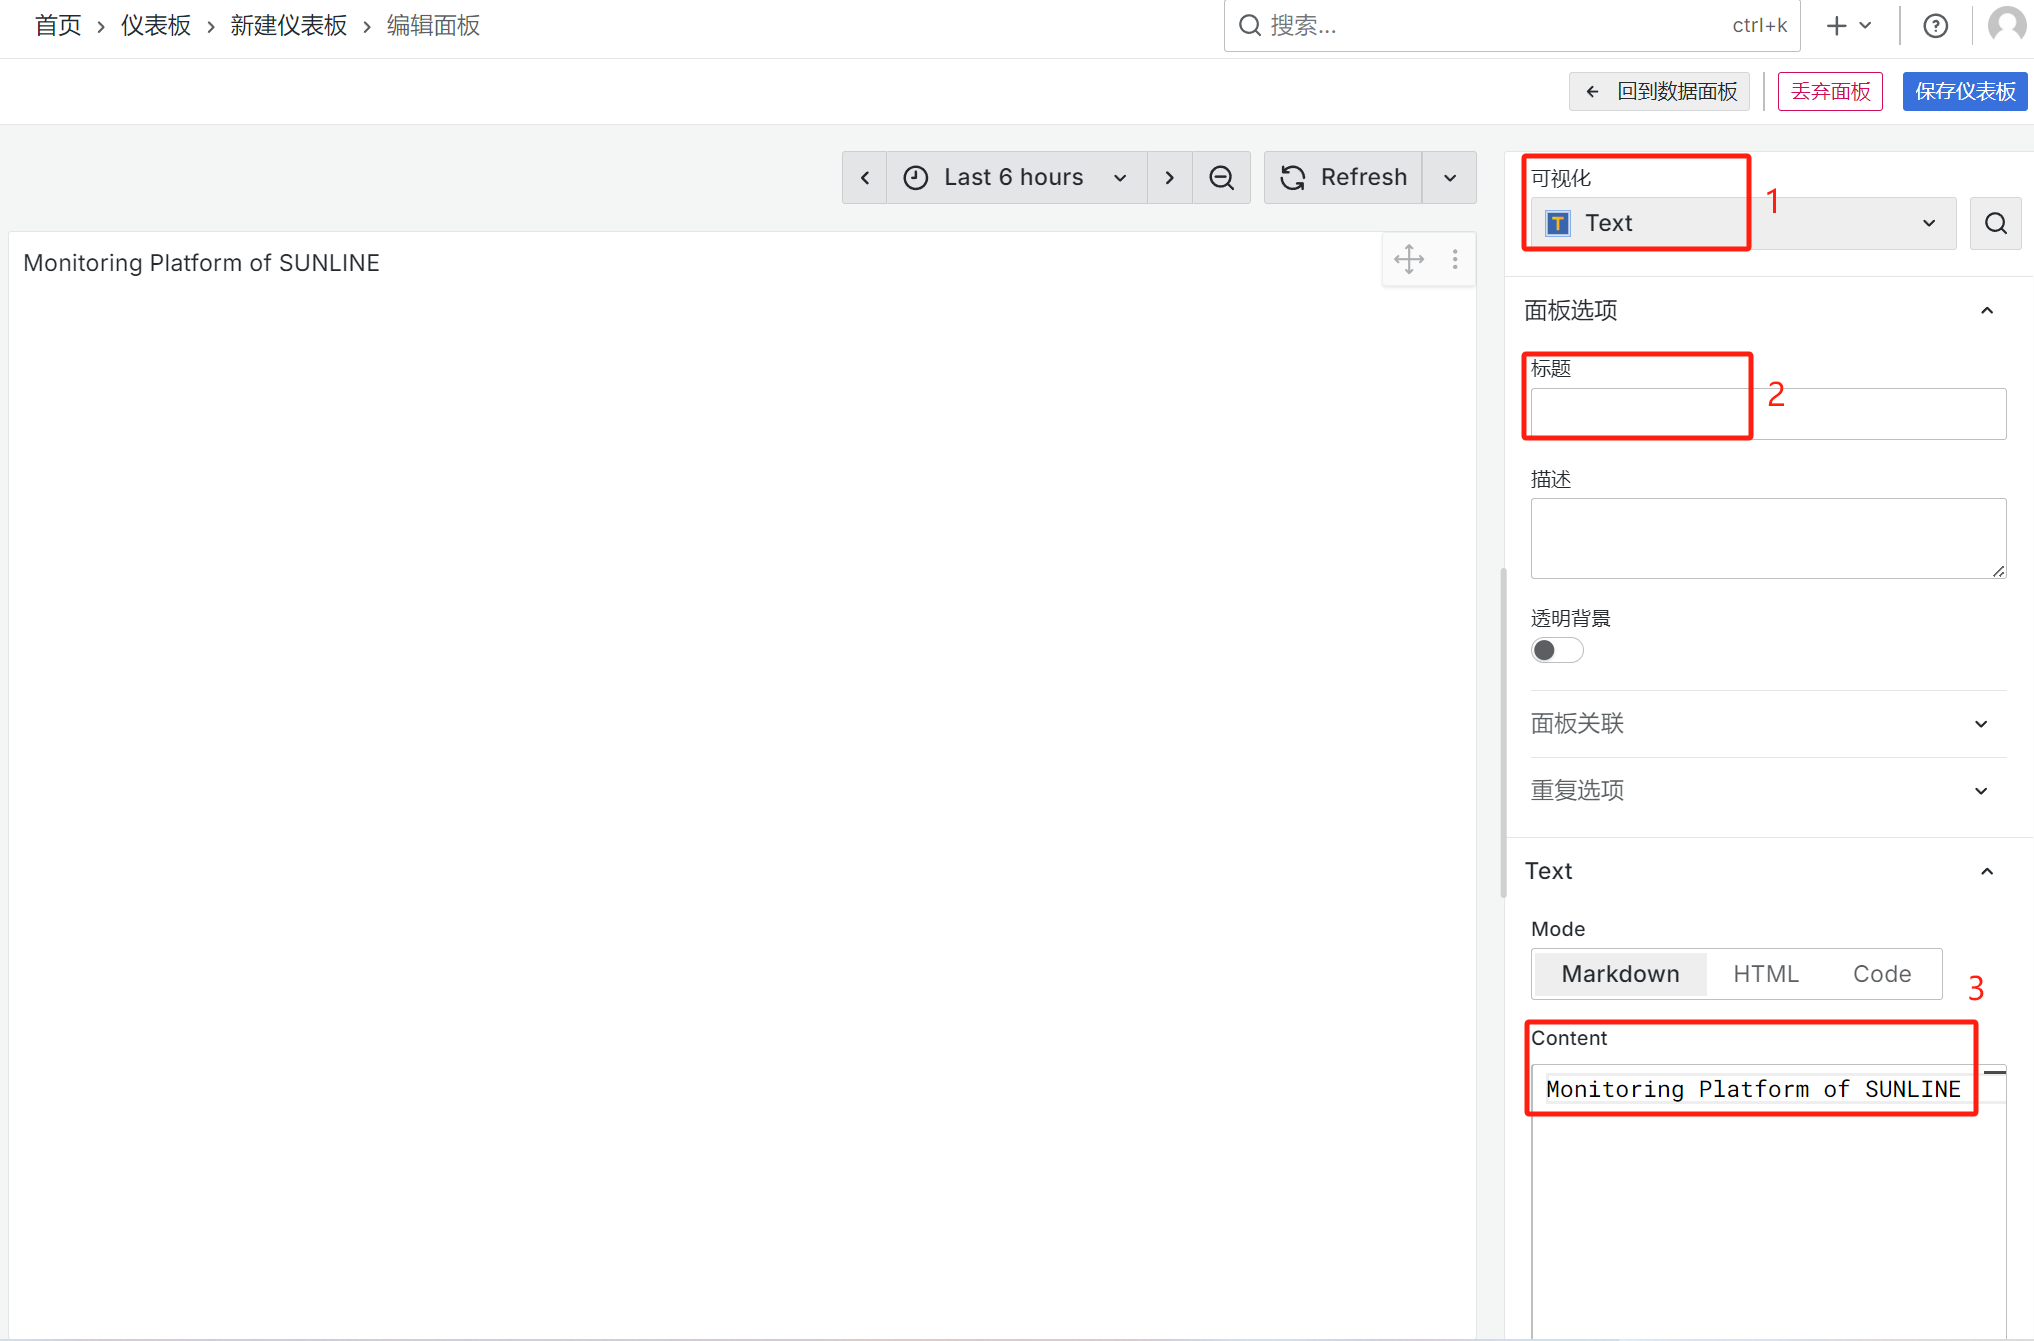 首页 › 仪表板 › 新建仪表板 › 编辑面板
搜索...
ctrl+k
回到数据面板
丢弃面板
保存仪表板
Last 6 hours
Refresh
Monitoring Platform of SUNLINE
可视化
Text
1
面板选项
标题
2
描述
透明背景
面板关联
重复选项
Text
Mode
Markdown HTML Code
3
Content
Monitoring Platform of SUNLINE